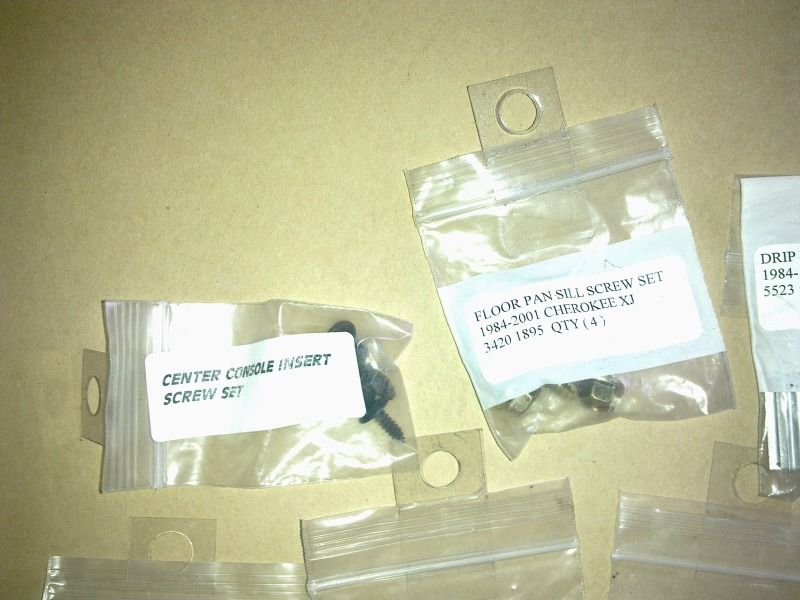 FLOOR PAN SILL SCREW SET
1984-2001 CHEROKEE XJ
3420 1895 QTY (4)
DRIP
1984-
5523
CENTER CONSOLE INSERT
SCREW SET